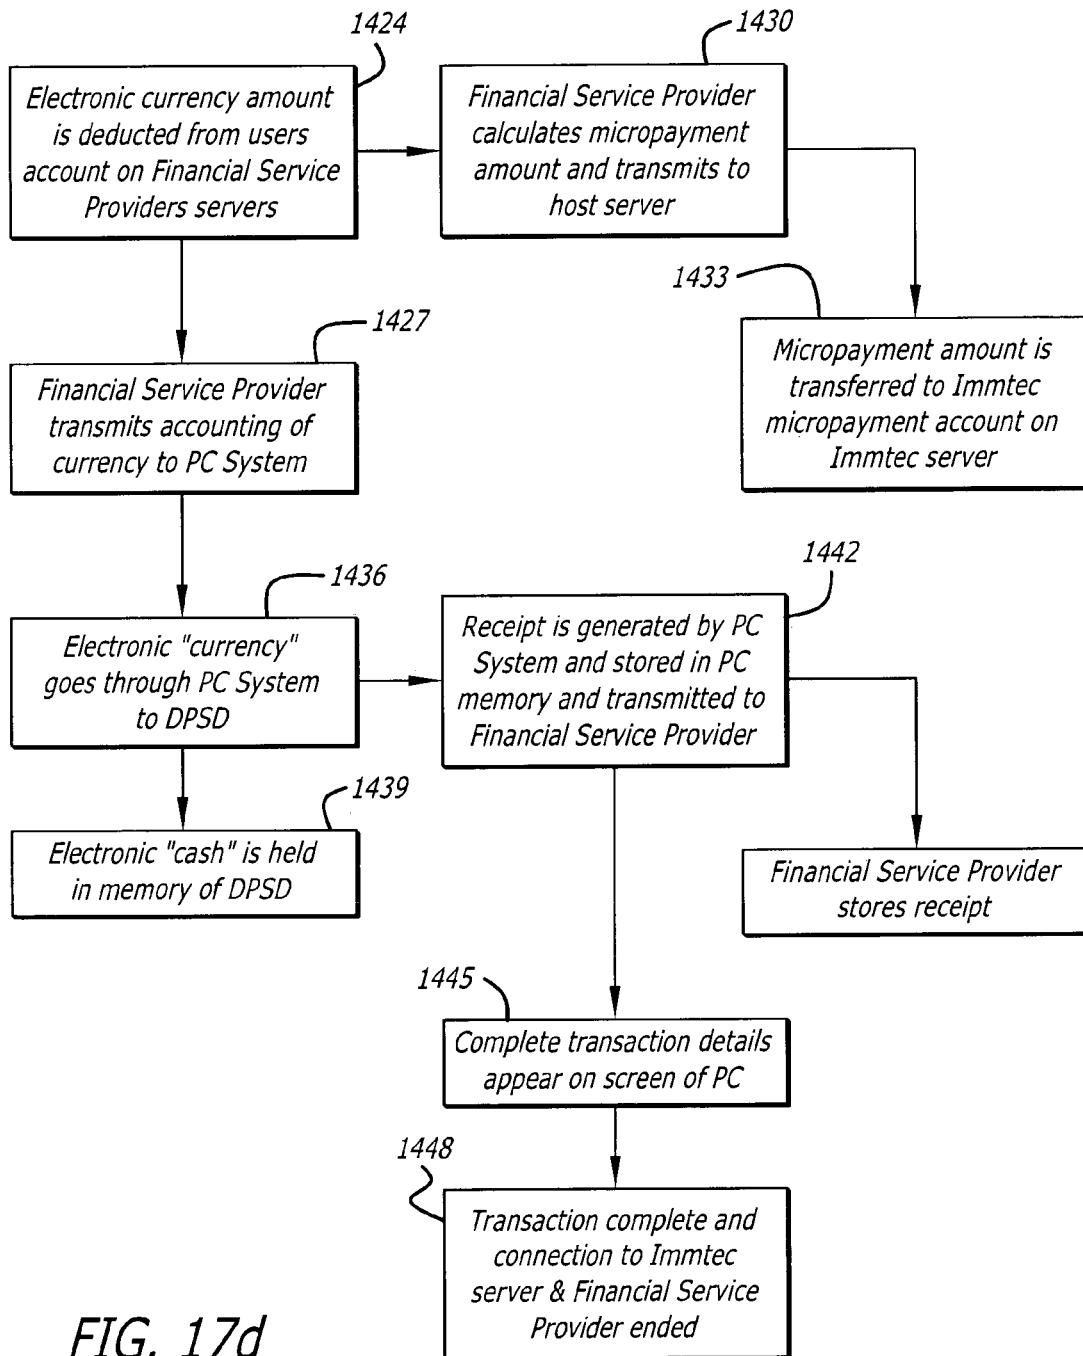 1424
Electronic currency amount
is deducted from users
account on Financial Service
Providers servers
1430
Financial Service Provider
calculates micropayment
amount and transmits to
host server
1433
Micropayment amount is
transferred to Immtec
micropayment account on
Immtec server
1427
Financial Service Provider
transmits accounting of
currency to PC System
1436
Electronic "currency"
goes through PC System
to DPSD
1442
Receipt is generated by PC
System and stored in PC
memory and transmitted to
Financial Service Provider
1439
Electronic "cash" is held
in memory of DPSD
Financial Service Provider
stores receipt
1445
Complete transaction details
appear on screen of PC
1448
Transaction complete and
connection to Immtec
server & Financial Service
Provider ended
FIG. 17d